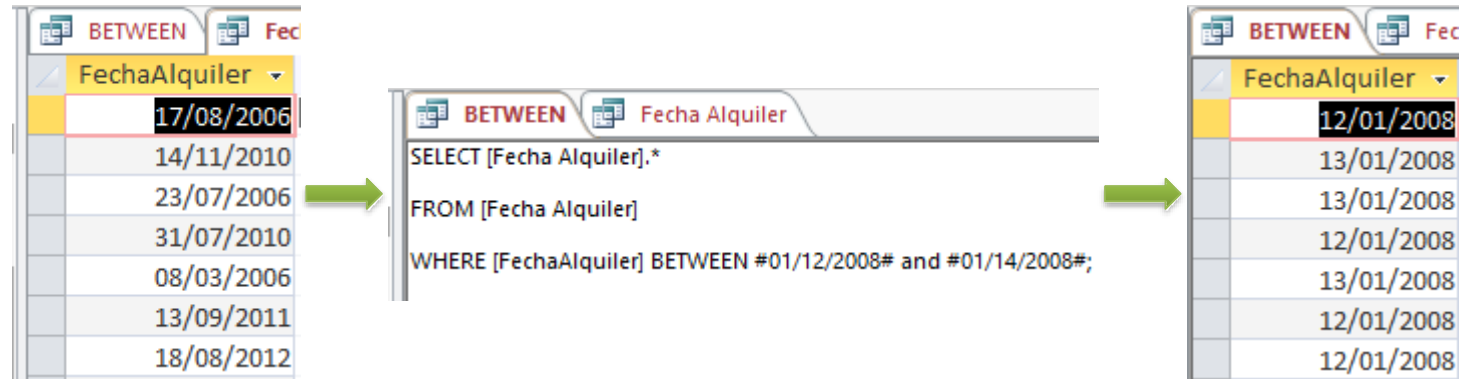 BETWEEN Fec
FechaAlquiler
17/08/2006
14/11/2010
23/07/2006
31/07/2010
08/03/2006
13/09/2011
18/08/2012
BETWEEN Fecha Alquiler
SELECT [Fecha Alquiler].*
FROM [Fecha Alquiler]
WHERE [FechaAlquiler] BETWEEN #01/12/2008# and #01/14/2008#;
BETWEEN Fec
FechaAlquiler
12/01/2008
13/01/2008
13/01/2008
12/01/2008
13/01/2008
12/01/2008
12/01/2008